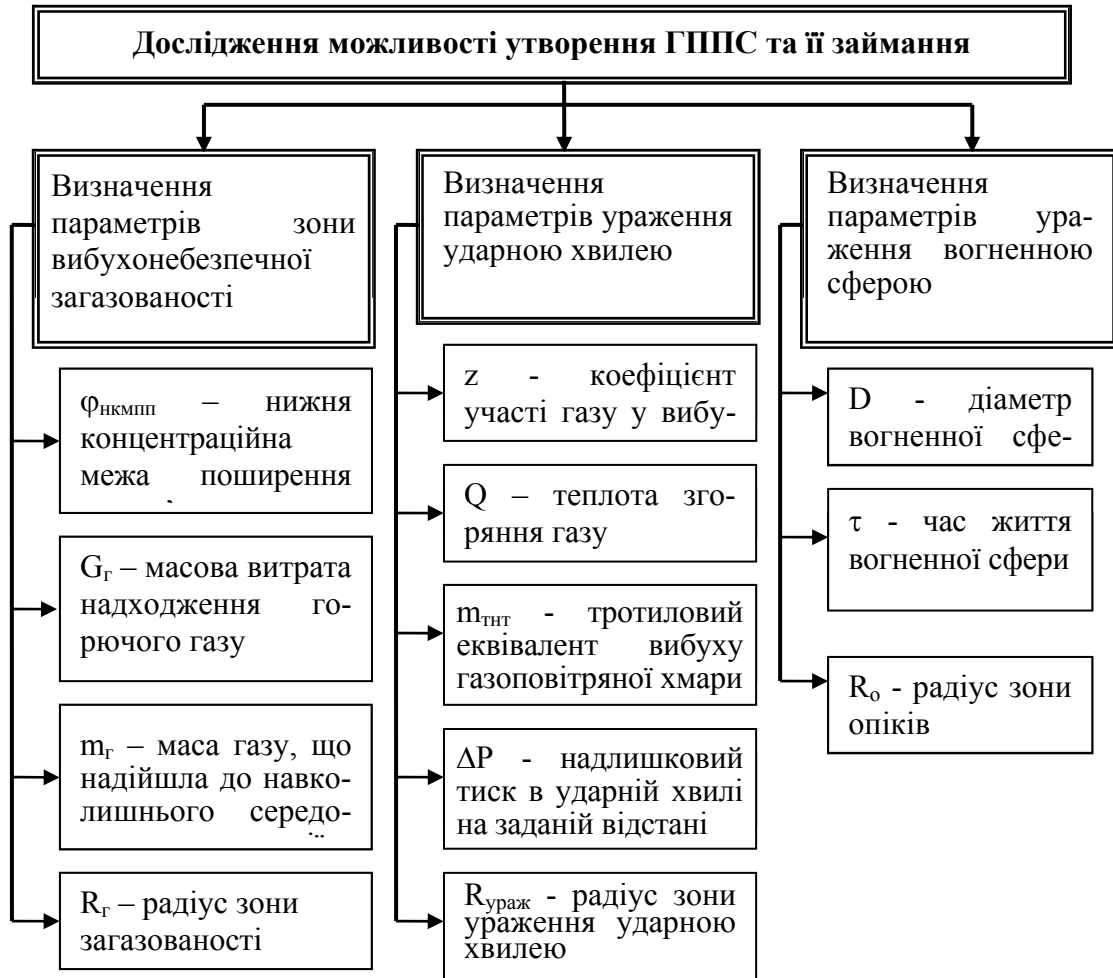 Дослідження можливості утворення ГППС та її займання
Визначення
параметрів зони
вибухонебезпечної
загазованості
φнкмпп – нижня
концентраційна
межа поширення
Gг – масова витрата
надходження го-
рючого газу
mг – маса газу, що
надійшла до навко-
лишнього середо-
Rг – радіус зони
загазованості
Визначення
параметрів ураження
ударною хвилею
z - коефіцієнт
участі газу у вибу-
Q – теплота зго-
ряння газу
mтнт - тротиловий
еквівалент вибуху
газоповітряної хмари
ΔP - надлишковий
тиск в ударній хвилі
на заданій відстані
Rураж - радіус зони
ураження ударною
хвилею
Визначення
параметрів ура-
ження вогненною
сферою
D - діаметр
вогненної сфе-
τ - час життя
вогненної сфери
Rо - радіус зони
опіків